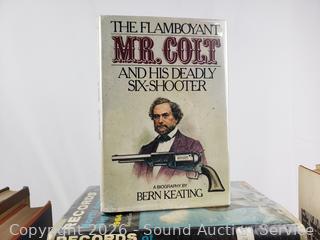 THE FLAMBOYANT
MR. COLT
AND HIS DEADLY
SIX-SHOOTER
A BIOGRAPHY BY
BERN KEATING
RECORDS
RECORDS
Copyright 2026 - Sound Auction Service